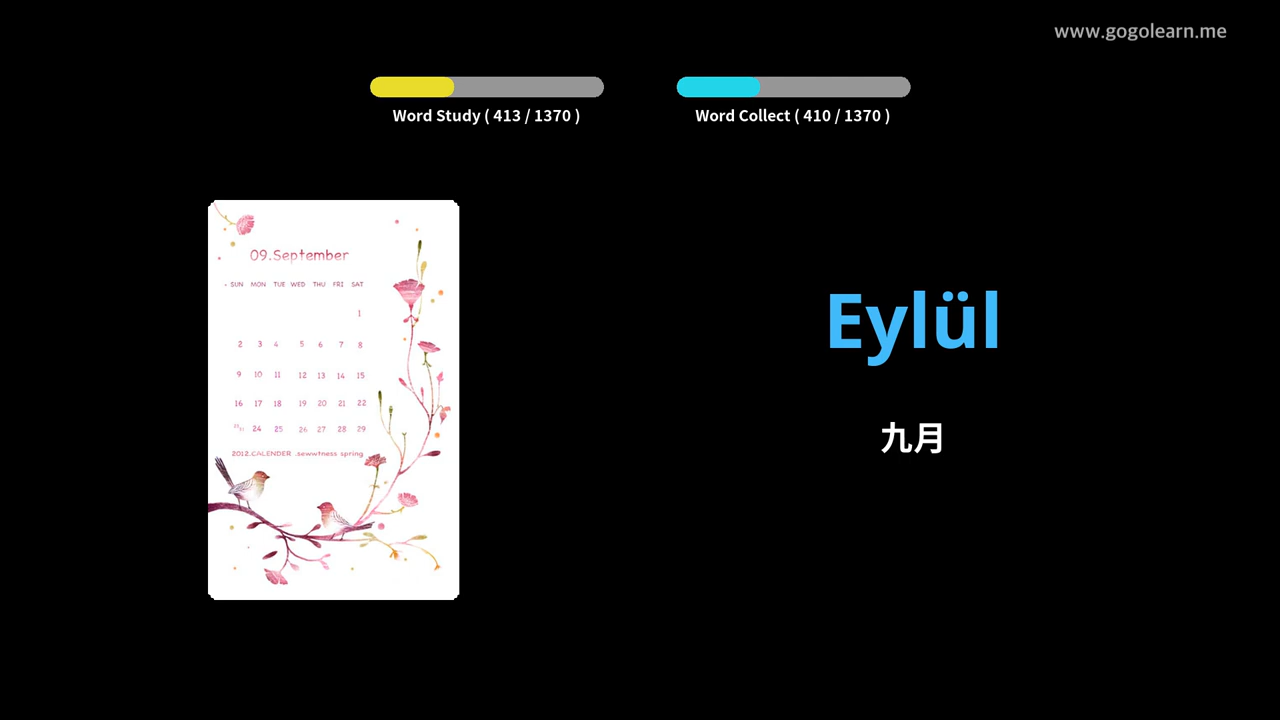 www.gogolearn.me
Word Study ( 413 / 1370 )
Word Collect ( 410 / 1370 )
09.September
SUN MON TUE WED THU FRI SAT
1
2 3 4 5 6 7 8
9 10 11 12 13 14 15
16 17 18 19 20 21 22
24 25 26 27 28 29
2012.CALENDER .sewwtness spring
Eylül
九月